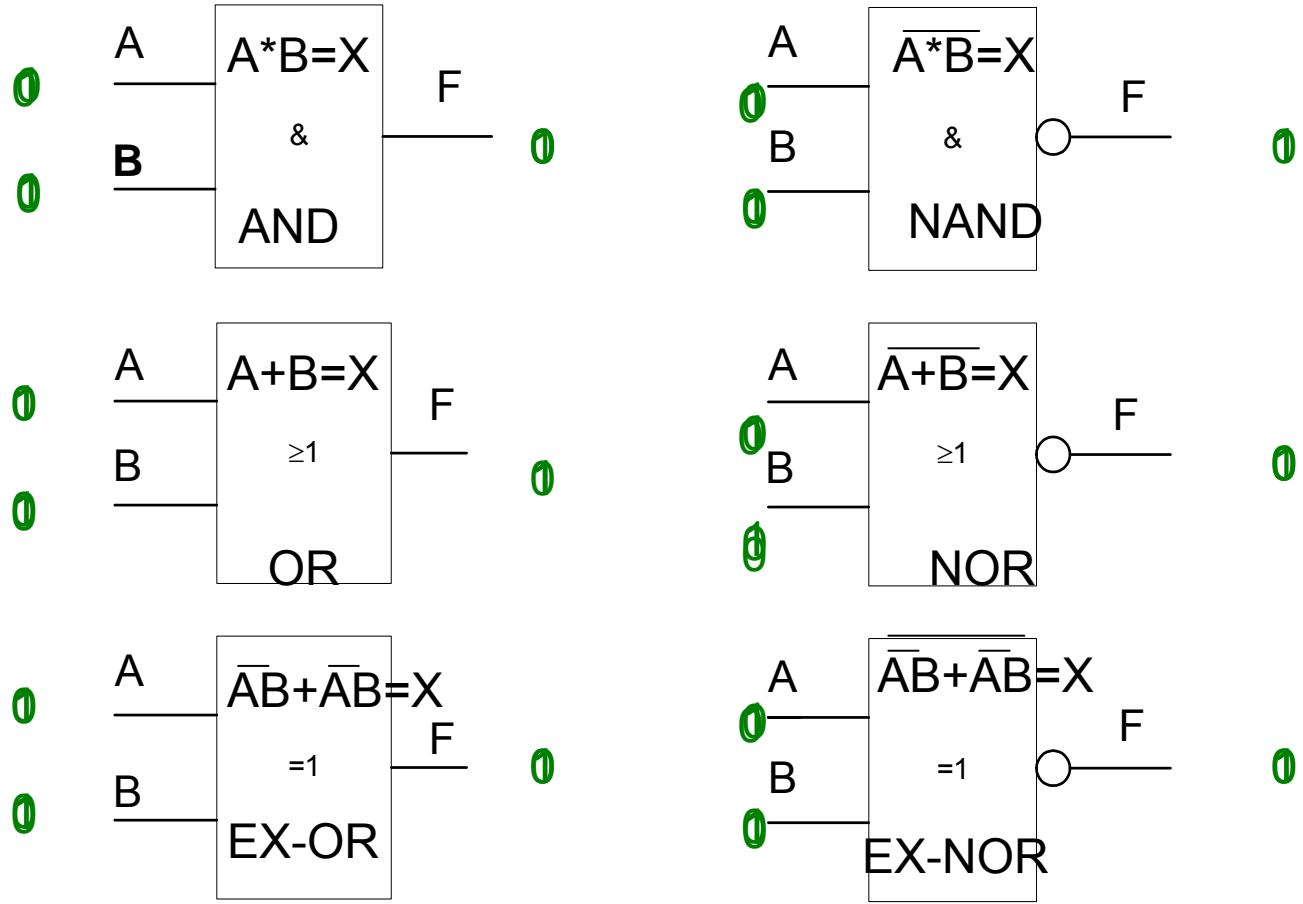 A
A*B=X
F
&
B
AND
A
A*B=X
F
B
&
NAND
A
A+B=X
F
B
≥1
OR
A
A+B=X
F
B
≥1
NOR
A
AB+AB=X
F
=1
B
EX-OR
A
AB+AB=X
F
B
=1
EX-NOR